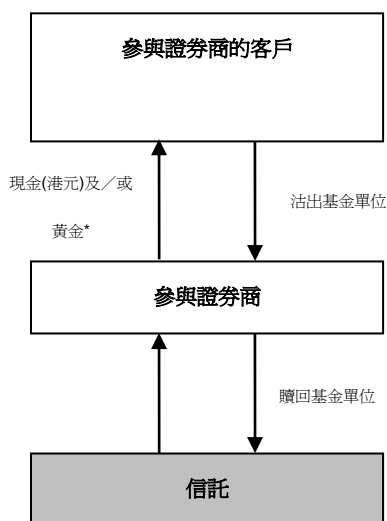 參與證券商的客戶
現金(港元)及／或
黃金*
沽出基金單位
參與證券商
贖回基金單位
信託